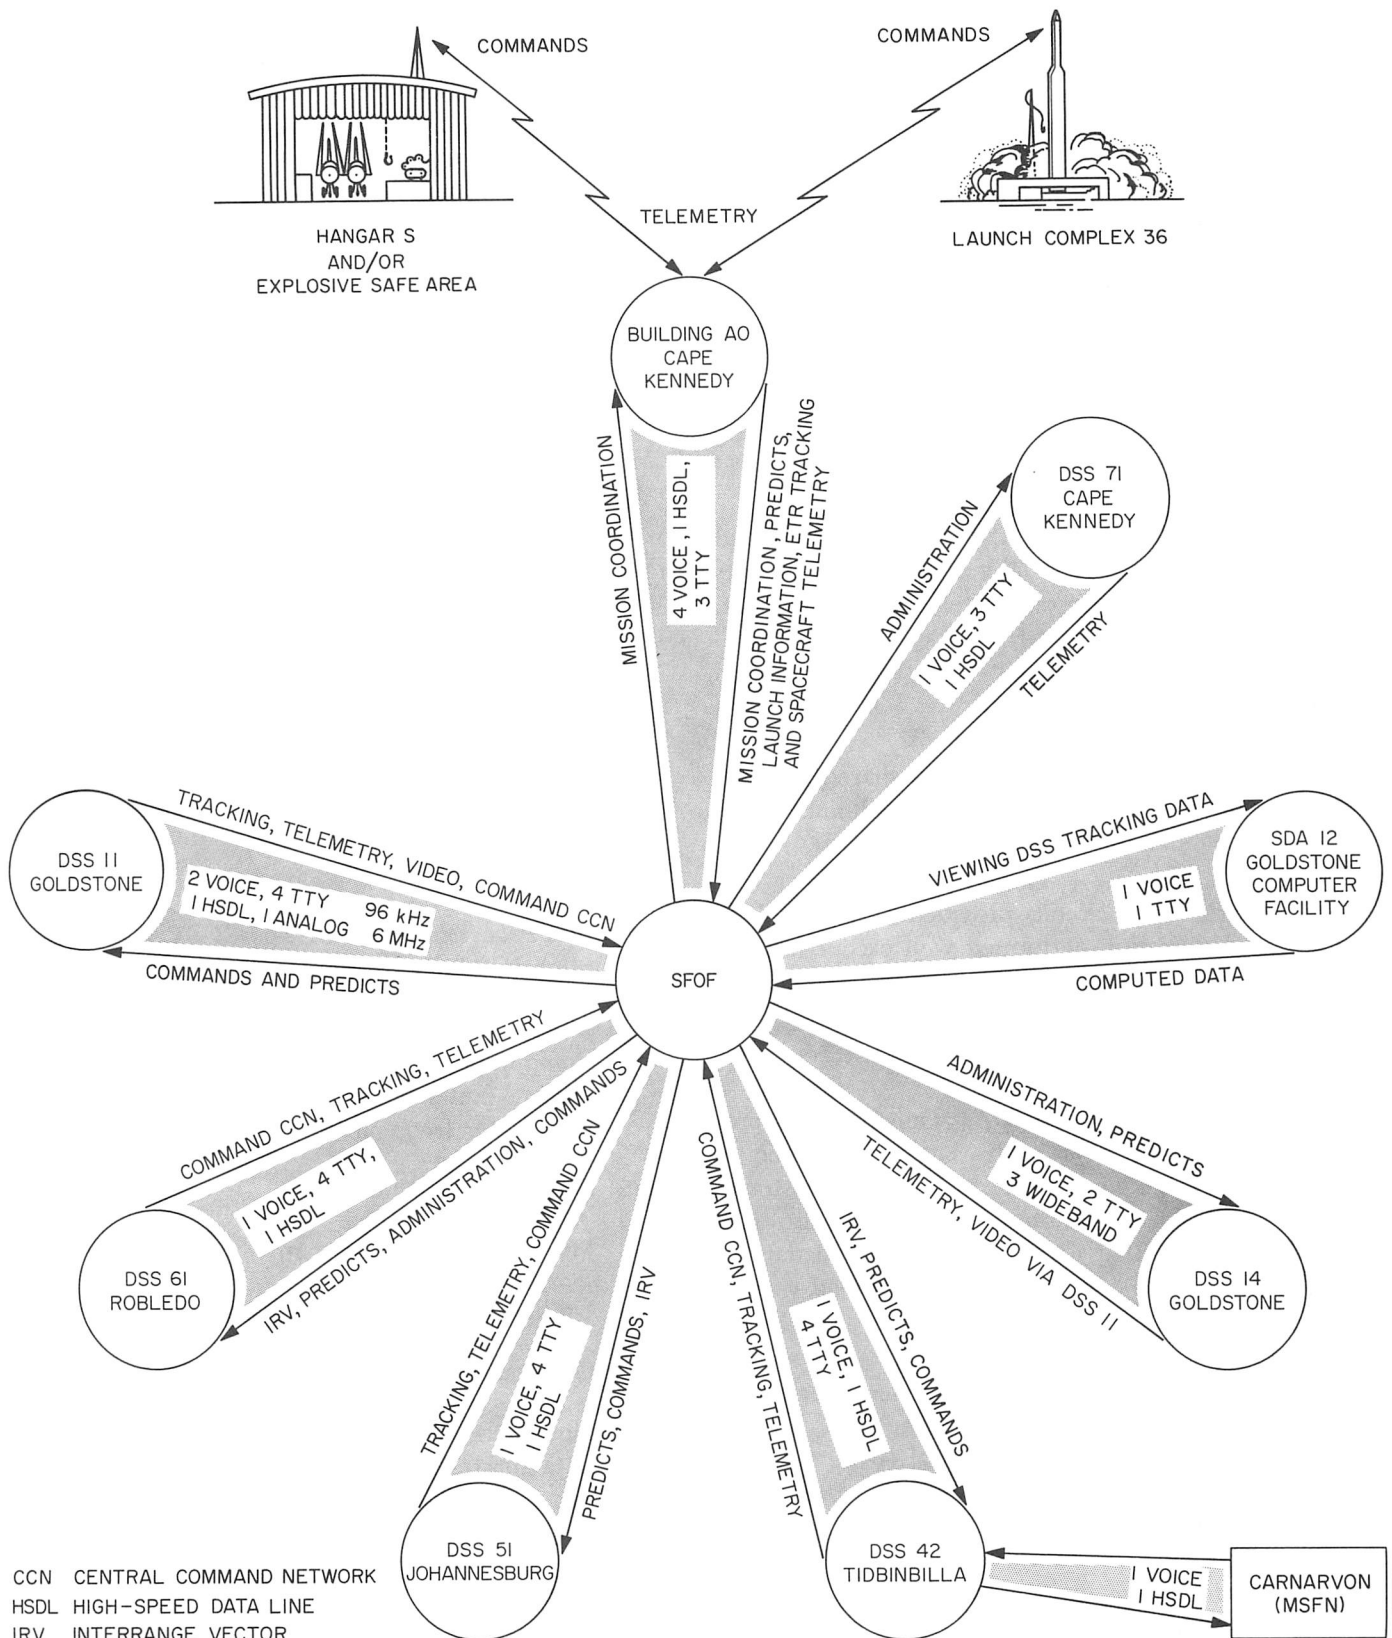 COMMANDS
COMMANDS
TELEMETRY
HANGAR S
AND/OR
EXPLOSIVE SAFE AREA
LAUNCH COMPLEX 36
BUILDING AO
CAPE
KENNEDY
MISSION COORDINATION
4 VOICE, 1 HSDL,
3 TTY
MISSION COORDINATION, PREDICTS,
LAUNCH INFORMATION, ETR TRACKING
AND SPACECRAFT TELEMETRY
DSS 71
CAPE
KENNEDY
ADMINISTRATION
1 VOICE, 3 TTY
1 HSDL
TELEMETRY
DSS 11
GOLDSTONE
TRACKING, TELEMETRY, VIDEO, COMMAND CCN
2 VOICE, 4 TTY 96 kHz
1 HSDL, 1 ANALOG 6 MHz
COMMANDS AND PREDICTS
VIEWING DSS TRACKING DATA
1 VOICE
1 TTY
COMPUTED DATA
SDA 12
GOLDSTONE
COMPUTER
FACILITY
SFOF
COMMAND CCN, TRACKING, TELEMETRY
1 VOICE, 4 TTY,
1 HSDL
IRV, PREDICTS, ADMINISTRATION, COMMANDS
DSS 61
ROBLEDO
TRACKING, TELEMETRY, COMMAND CCN
1 VOICE, 4 TTY
1 HSDL
PREDICTS, COMMANDS, IRV
DSS 51
JOHANNESBURG
COMMAND CCN, TRACKING, TELEMETRY
1 VOICE, 1 HSDL
4 TTY
IRV, PREDICTS, COMMANDS
DSS 42
TIDBINBILLA
ADMINISTRATION, PREDICTS
1 VOICE, 2 TTY
3 WIDEBAND
TELEMETRY, VIDEO VIA DSS 11
DSS 14
GOLDSTONE
1 VOICE
1 HSDL
CARNARVON
(MSFN)
CCN CENTRAL COMMAND NETWORK
HSDL HIGH-SPEED DATA LINE
IRV INTERRANGE VECTOR